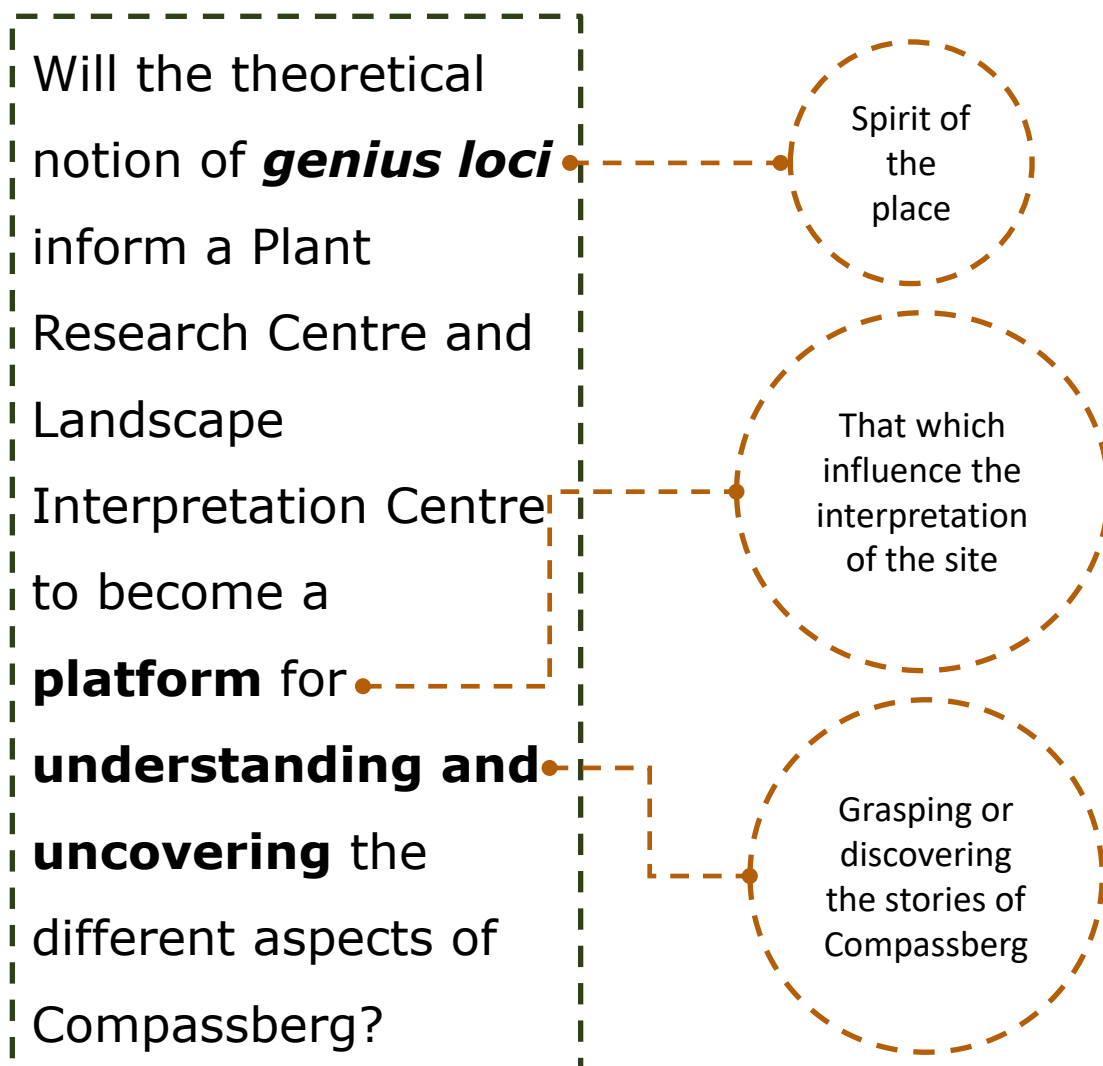 Will the theoretical
notion of genius loci
inform a Plant
Research Centre and
Landscape
Interpretation Centre
to become a
platform for
understanding and
uncovering the
different aspects of
Compassberg?
Spirit of
the
place
That which
influence the
interpretation
of the site
Grasping or
discovering
the stories of
Compassberg